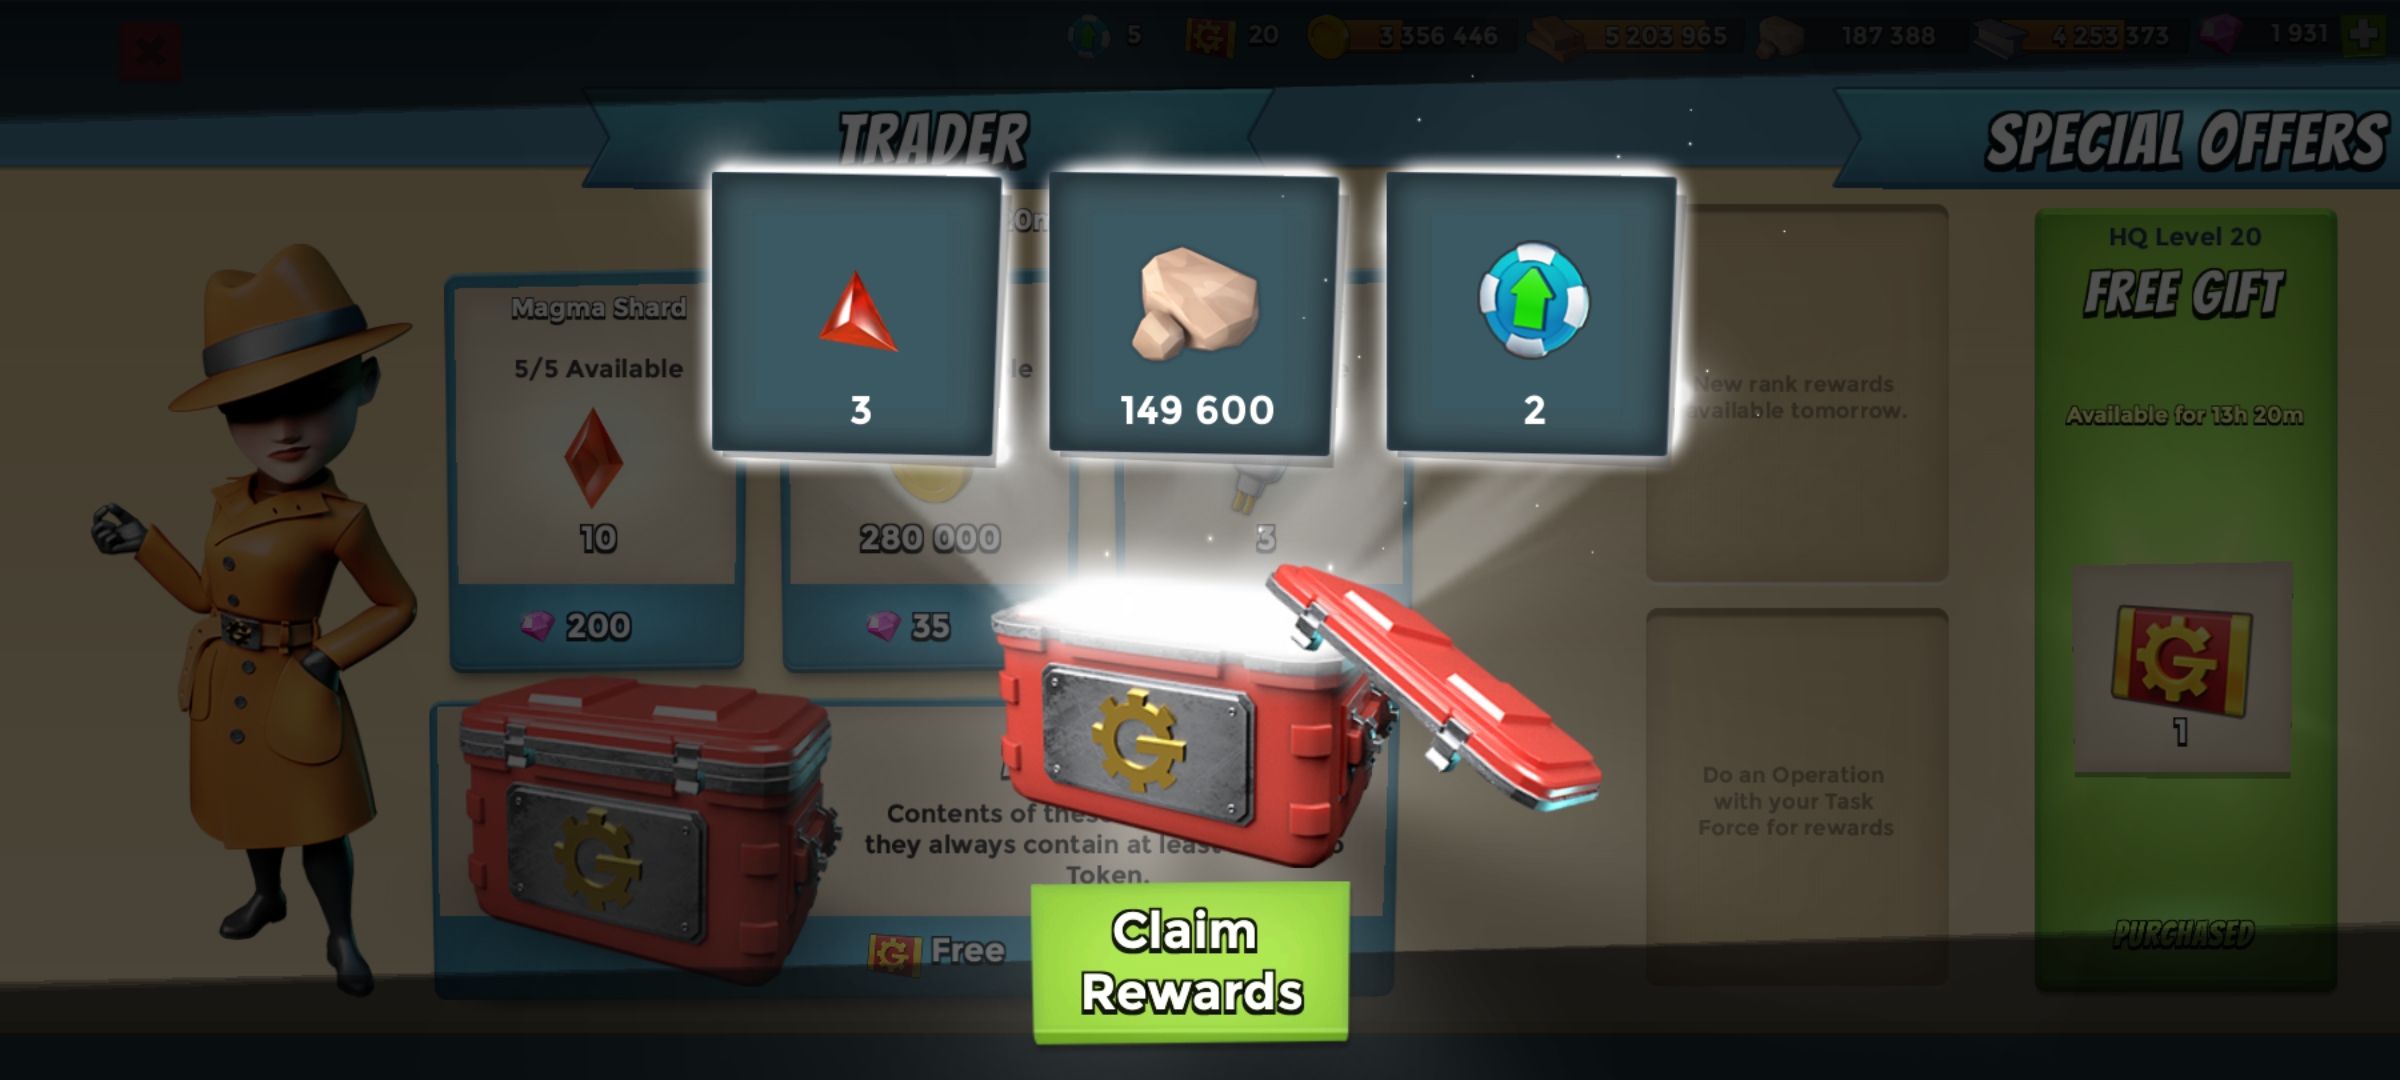 5
20
3 356 446
5 203 965
187 388
4 253 373
1 931
TRADER
SPECIAL OFFERS
Magma Shard
5/5 Available
10
200
280 000
35
3
3
149 600
2
New rank rewards
available tomorrow.
Do an Operation
with your Task
Force for rewards
HQ Level 20
FREE GIFT
Available for 13h 20m
1
PURCHASED
Contents of these
they always contain at least
Token.
Free
Claim
Rewards